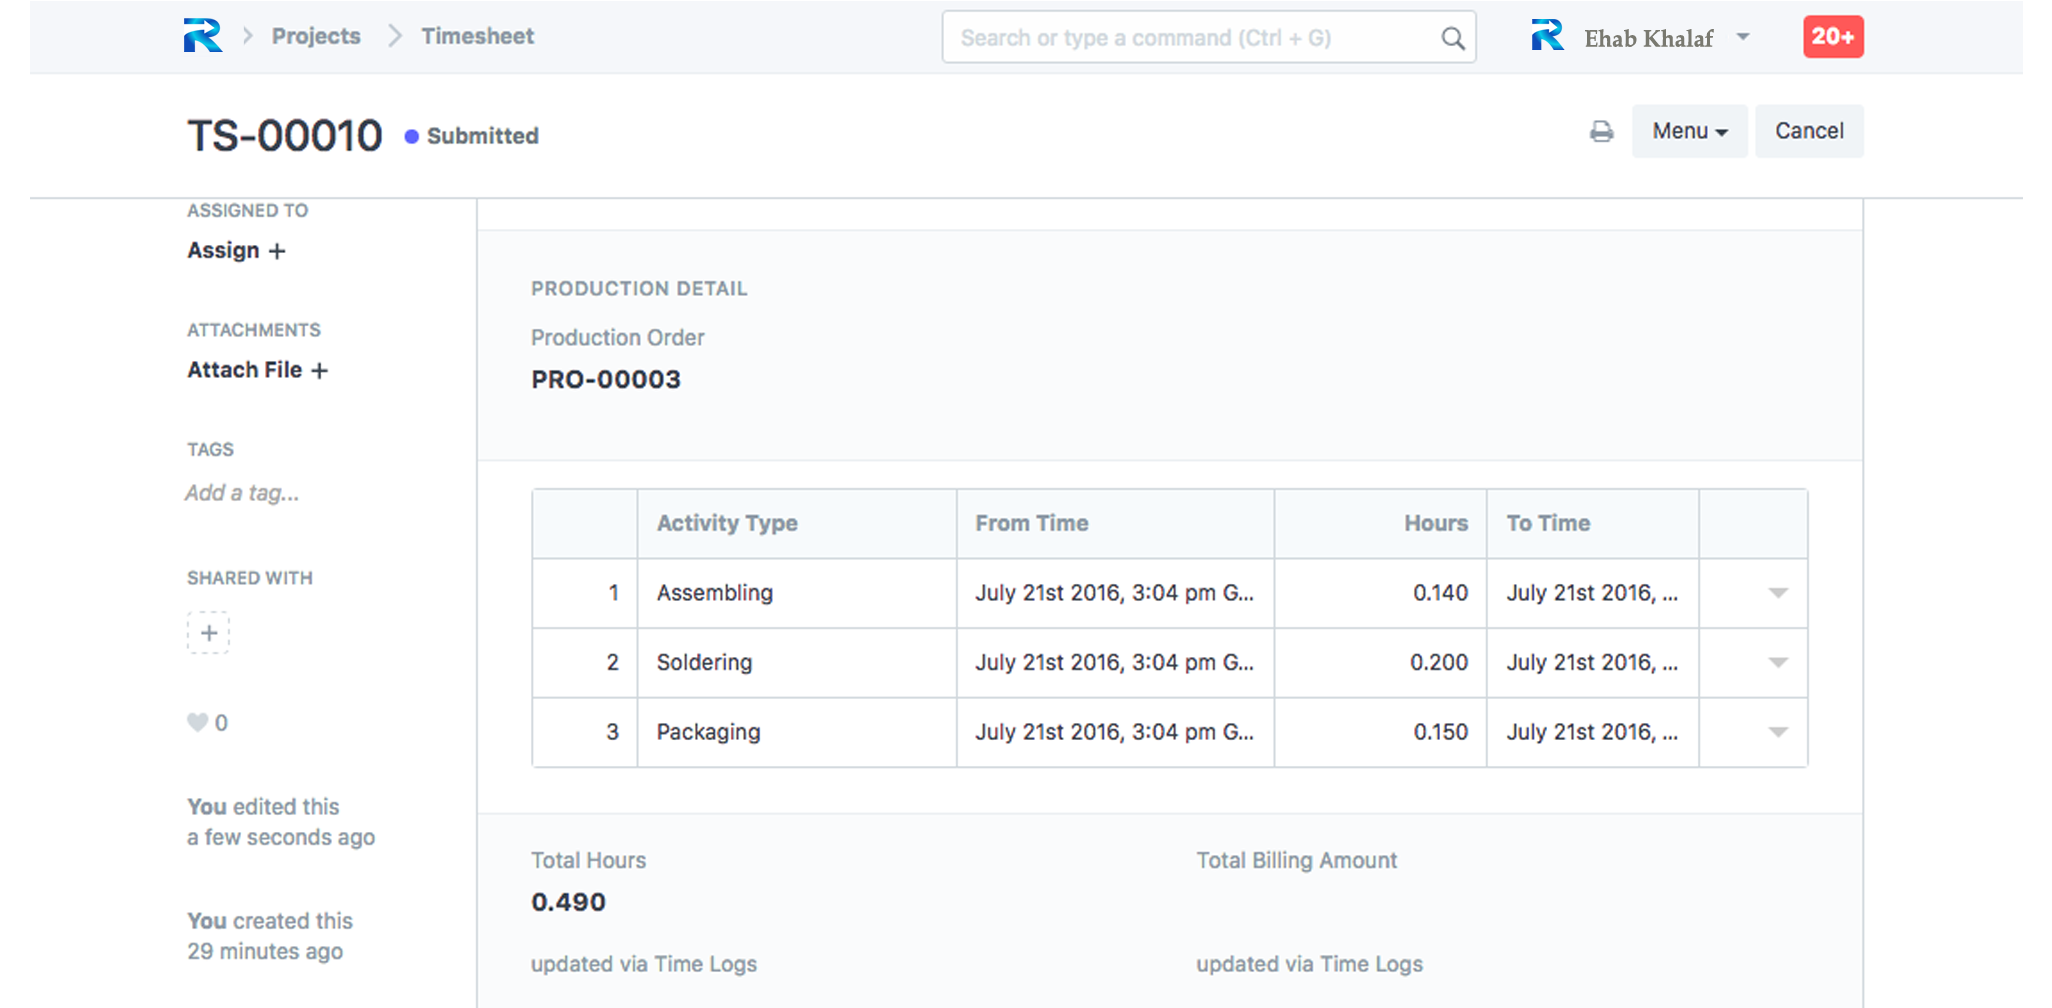 Projects Timesheet Search or type a command (Ctrl + G) Ehab Khalaf 20+
TS-00010 Submitted Menu Cancel
ASSIGNED TO
Assign +
ATTACHMENTS
Attach File +
TAGS
Add a tag...
SHARED WITH
+
0
You edited this
a few seconds ago
You created this
29 minutes ago
PRODUCTION DETAIL
Production Order
PRO-00003
Activity Type From Time Hours To Time
1 Assembling July 21st 2016, 3:04 pm G... 0.140 July 21st 2016, ...
2 Soldering July 21st 2016, 3:04 pm G... 0.200 July 21st 2016, ...
3 Packaging July 21st 2016, 3:04 pm G... 0.150 July 21st 2016, ...
Total Hours Total Billing Amount
0.490
updated via Time Logs updated via Time Logs